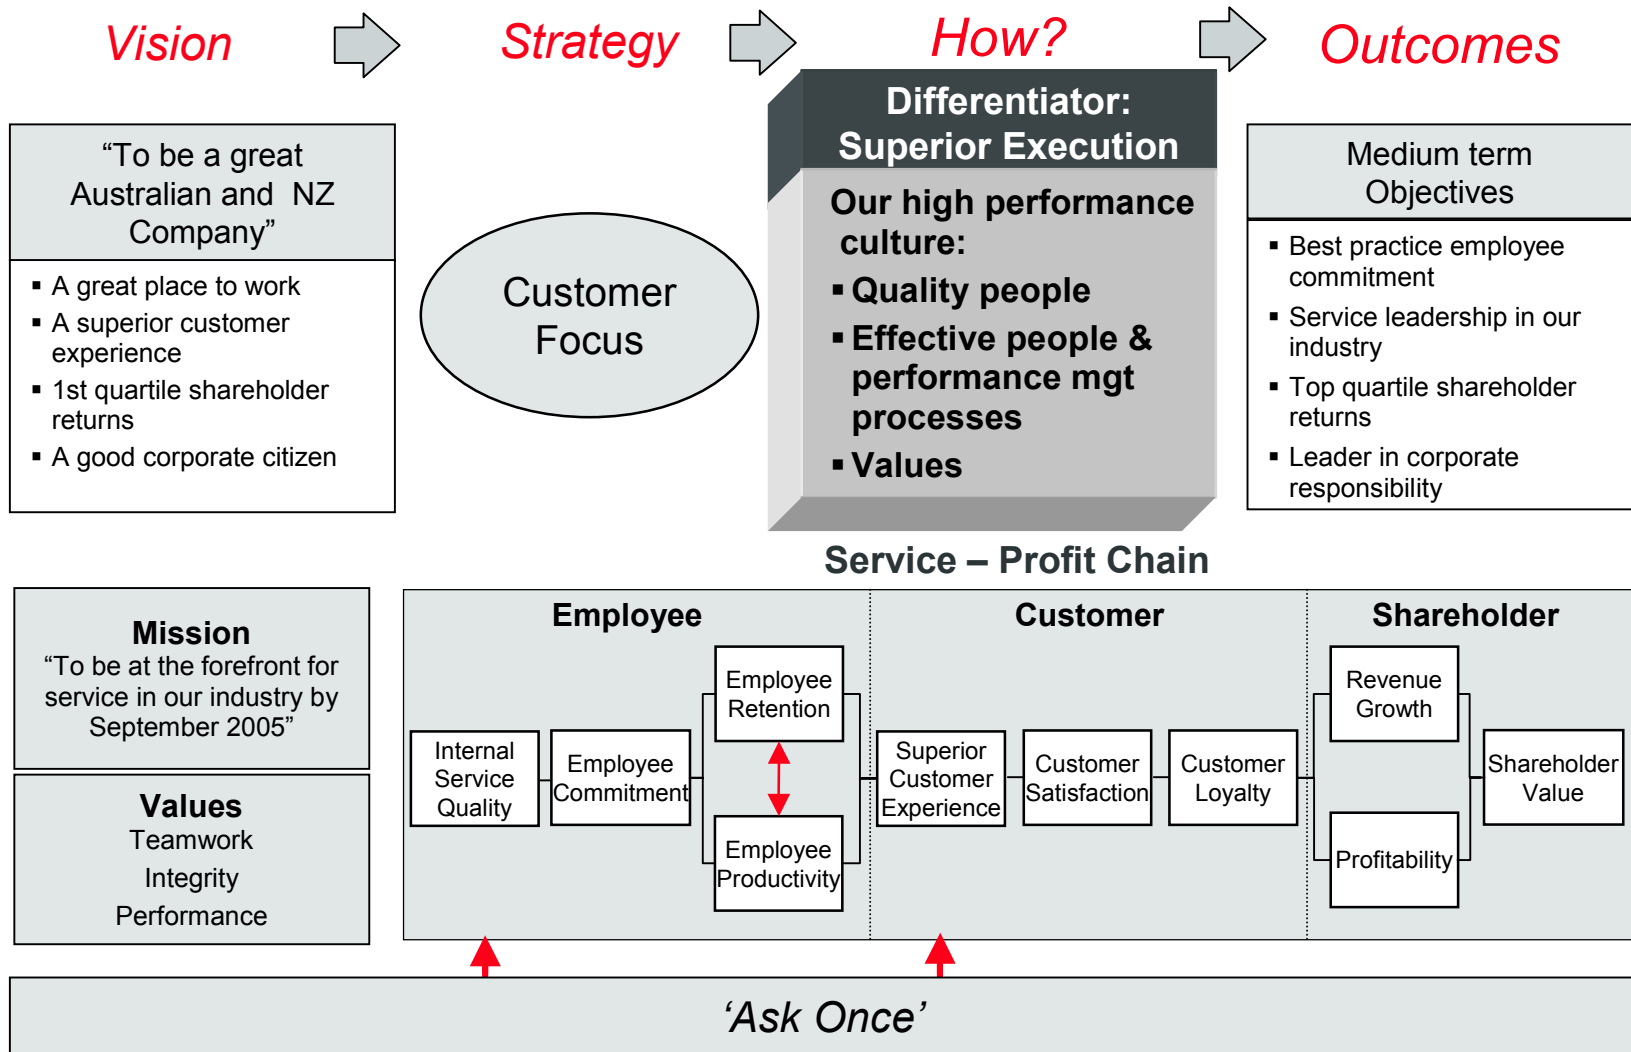 Vision
Strategy
How?
Outcomes
“To be a great
Australian and NZ
Company”
▪ A great place to work
▪ A superior customer
experience
▪ 1st quartile shareholder
returns
▪ A good corporate citizen
Customer
Focus
Differentiator:
Superior Execution
Our high performance
culture:
▪ Quality people
▪ Effective people &
performance mgt
processes
▪ Values
Medium term
Objectives
▪ Best practice employee
commitment
▪ Service leadership in our
industry
▪ Top quartile shareholder
returns
▪ Leader in corporate
responsibility
Service – Profit Chain
Mission
“To be at the forefront for
service in our industry by
September 2005”
Values
Teamwork
Integrity
Performance
Employee
Internal
Service
Quality
Employee
Commitment
Employee
Retention
Employee
Productivity
Customer
Superior
Customer
Experience
Customer
Satisfaction
Customer
Loyalty
Shareholder
Revenue
Growth
Profitability
Shareholder
Value
‘Ask Once’